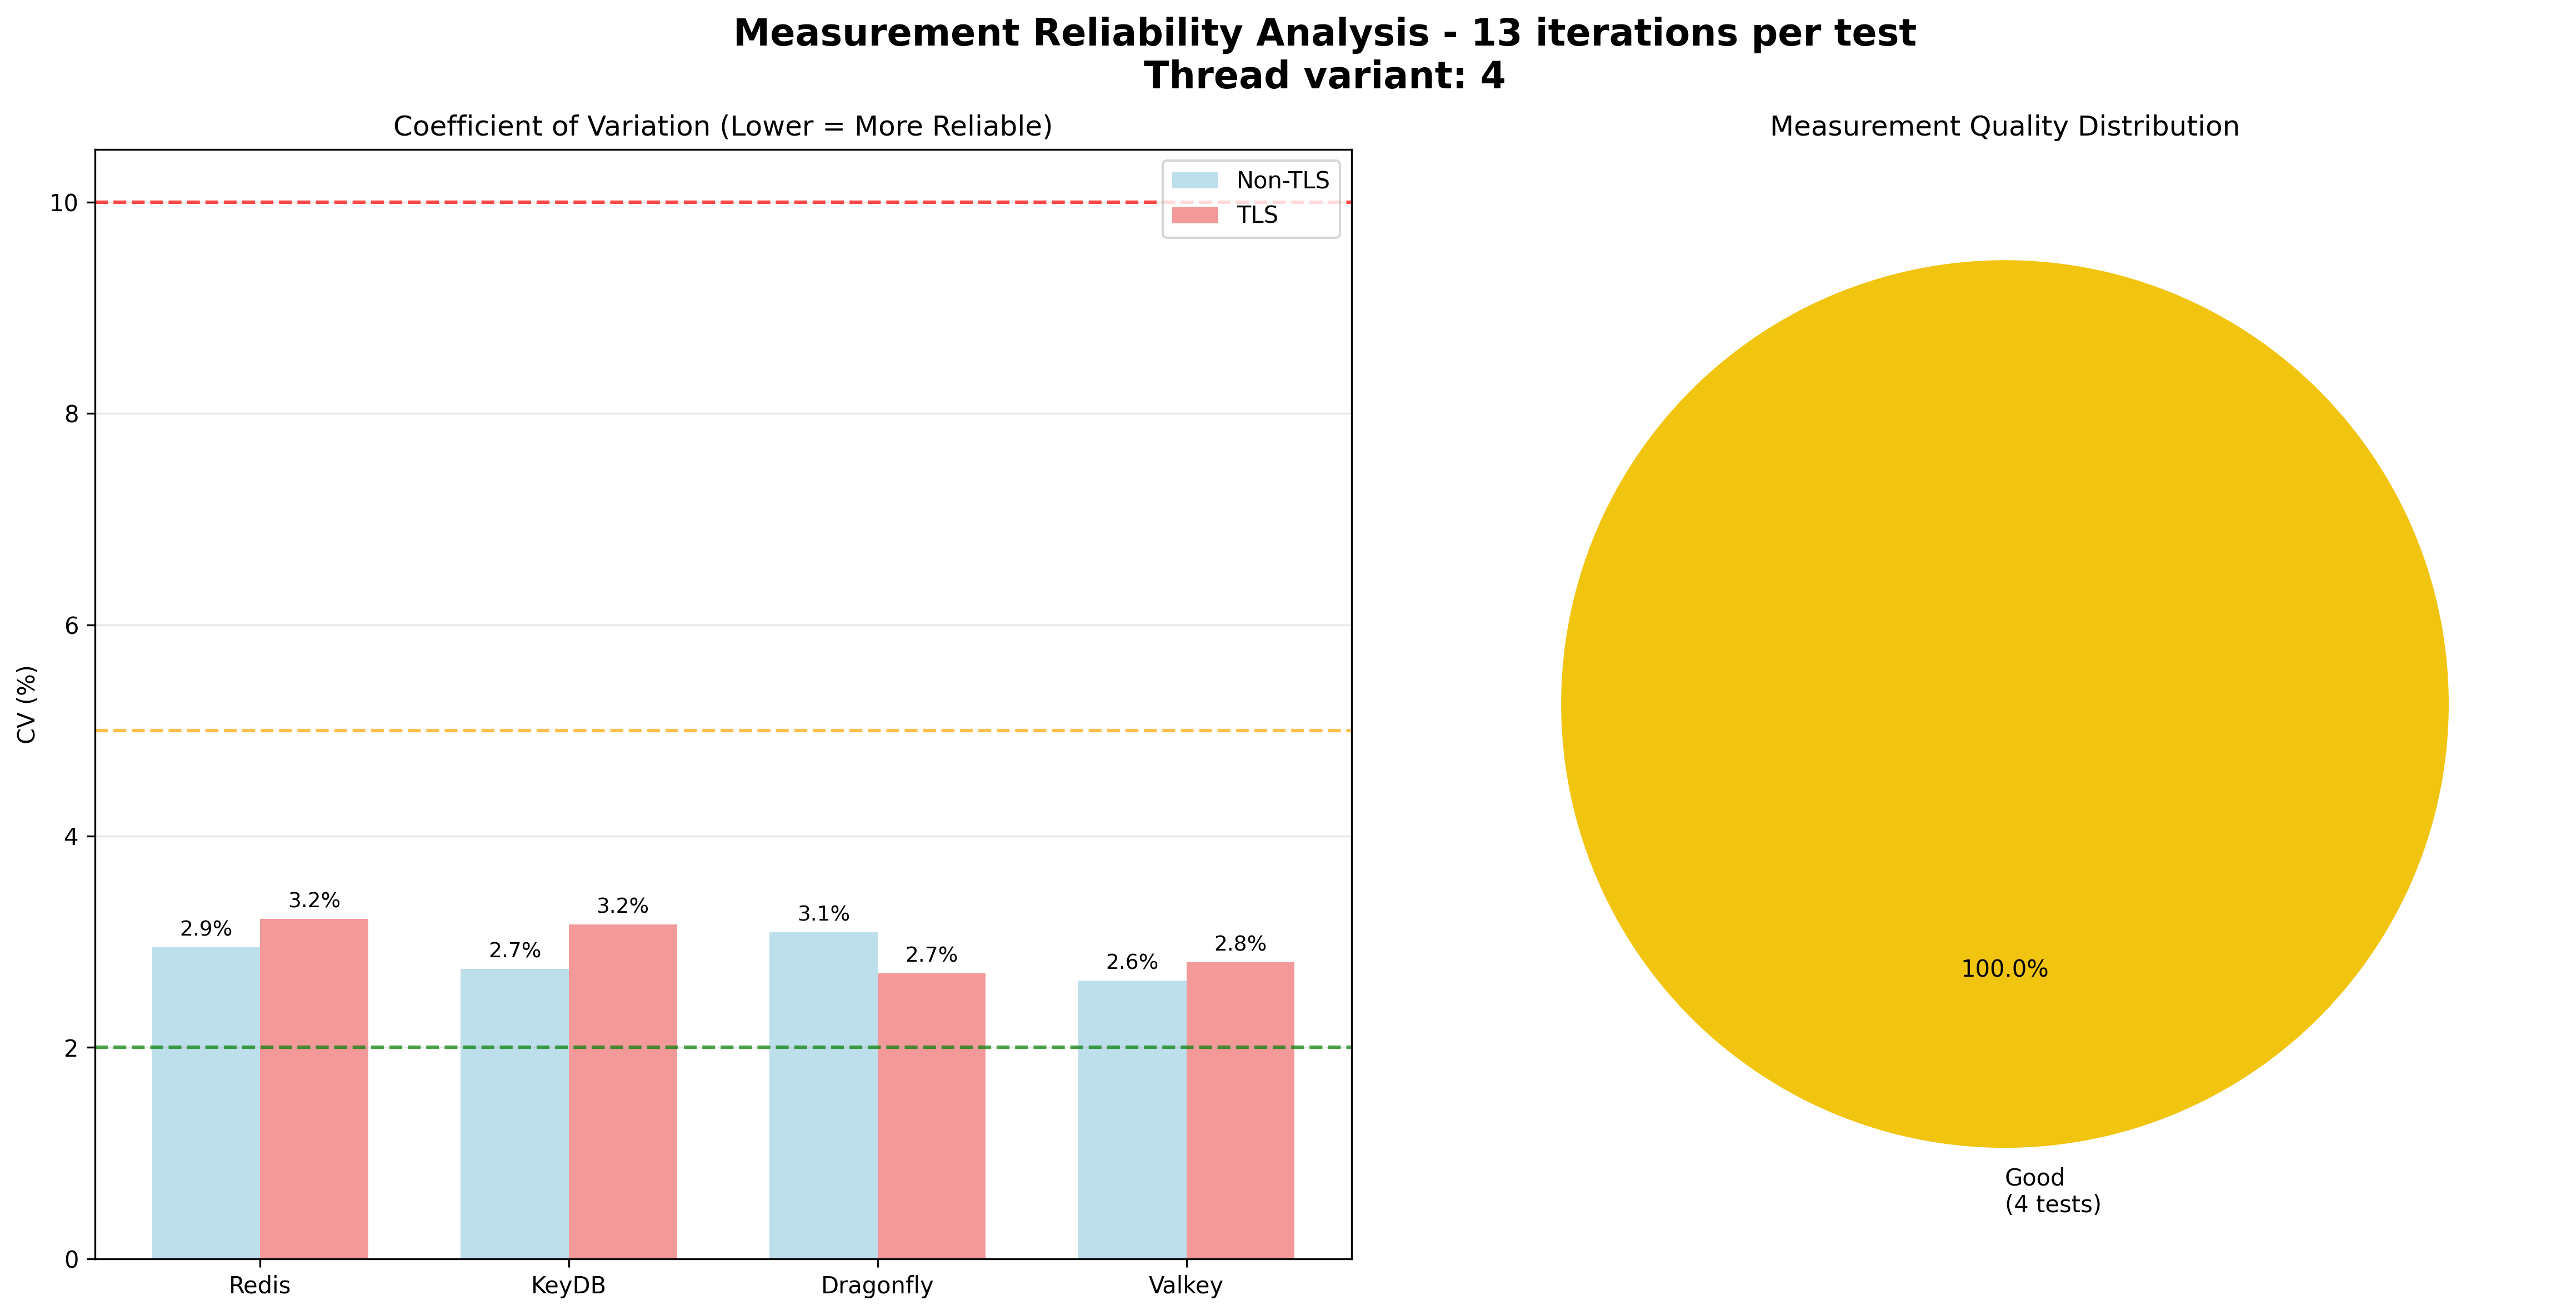 Measurement Reliability Analysis - 13 iterations per test
Thread variant: 4
Coefficient of Variation (Lower = More Reliable)
Non-TLS
TLS
CV (%)
10
8
6
4
2
0
2.9%
3.2%
2.7%
3.2%
3.1%
2.7%
2.6%
2.8%
Redis
KeyDB
Dragonfly
Valkey
Measurement Quality Distribution
100.0%
Good
(4 tests)